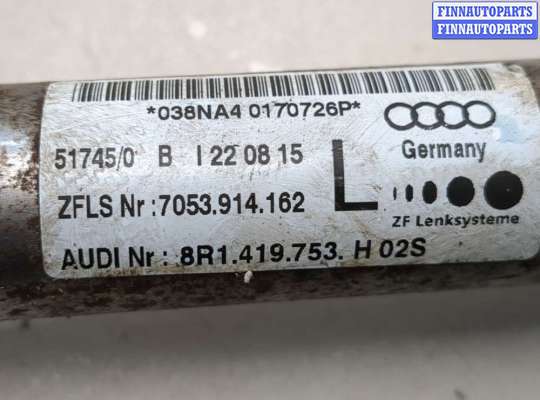 FINNAUTOPARTS
FINNAUTOPARTS
*038NA4 0170726P*
51745/0 B I 22 08 15
Germany
ZFLS Nr :7053.914.162
L
ZF Lenksysteme
AUDI Nr : 8R1.419.753. H 02S